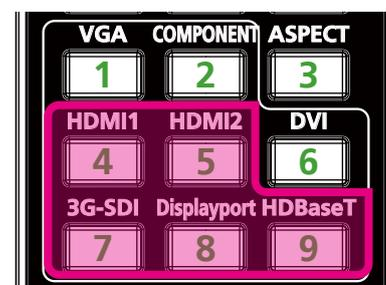 VGA COMPONENT ASPECT
1 2 3
HDMI1 HDMI2 DVI
4 5 6
3G-SDI Displayport HDBaseT
7 8 9